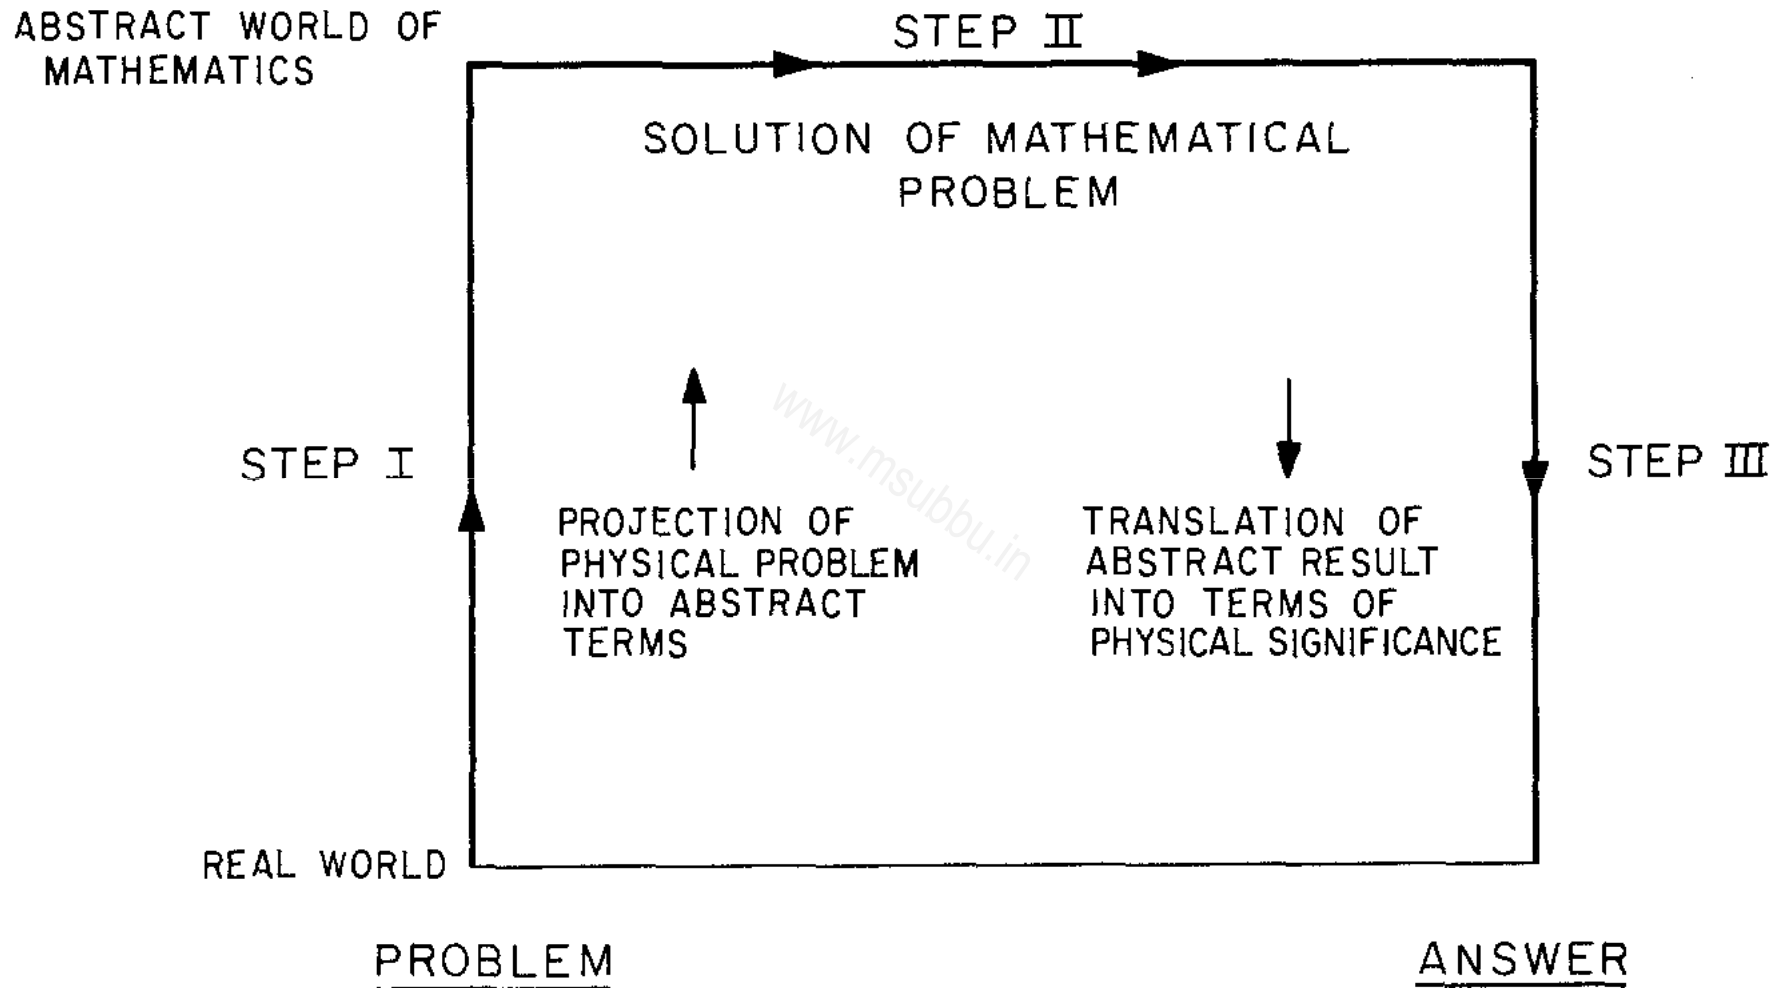 ABSTRACT WORLD OF
MATHEMATICS
STEP II
SOLUTION OF MATHEMATICAL
PROBLEM
STEP I
STEP III
PROJECTION OF
PHYSICAL PROBLEM
INTO ABSTRACT
TERMS
TRANSLATION OF
ABSTRACT RESULT
INTO TERMS OF
PHYSICAL SIGNIFICANCE
www.msubbu.in
REAL WORLD
PROBLEM
ANSWER